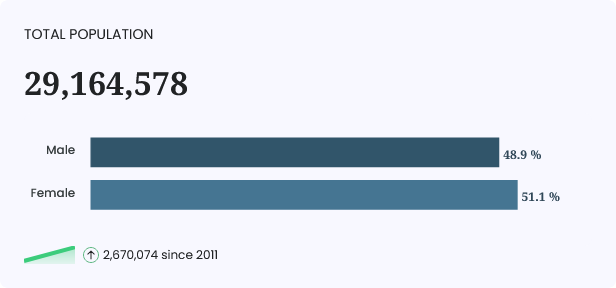 TOTAL POPULATION
29,164,578
Male 48.9 %
Female 51.1 %
2,670,074 since 2011